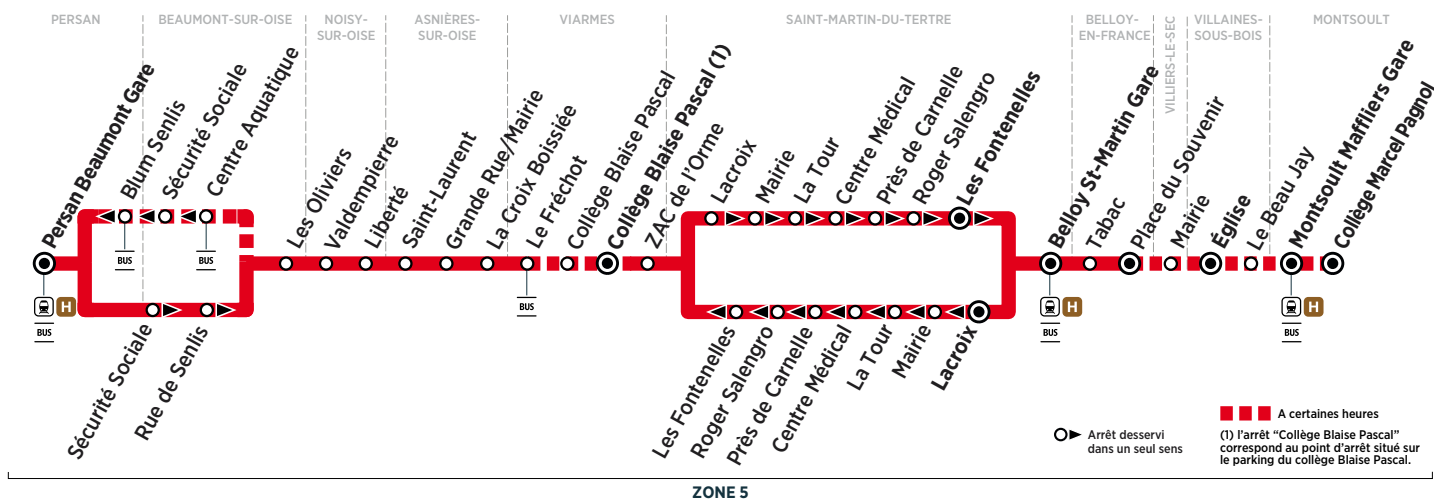 PERSAN
BEAUMONT-SUR-OISE
NOISY-
SUR-OISE
ASNIÈRES-
SUR-OISE
VIARMES
SAINT-MARTIN-DU-TERTRE
BELLOY-
EN-FRANCE
VILLIERS-LE-SEC
VILLAINES-
SOUS-BOIS
MONTSOULT
Persan Beaumont Gare
Blum Senlis
Sécurité Sociale
Centre Aquatique
Les Oliviers
Valdempierre
Liberté
Saint-Laurent
Grande Rue/Mairie
La Croix Boissiée
Le Fréchot
Collège Blaise Pascal
Collège Blaise Pascal (1)
ZAC de l'Orme
Lacroix
Mairie
La Tour
Centre Médical
Près de Carnelle
Roger Salengro
Les Fontenelles
Belloy St-Martin Gare
Tabac
Place du Souvenir
Mairie
Église
Le Beau Jay
Montsoult Maffliers Gare
Collège Marcel Pagnol
BUS
BUS
H
BUS
BUS
H
BUS
H
BUS
Sécurité Sociale
Rue de Senlis
Les Fontenelles
Roger Salengro
Près de Carnelle
Centre Médical
La Tour
Mairie
Lacroix
Arrêt desservi
dans un seul sens
A certaines heures
(1) l'arrêt "Collège Blaise Pascal"
correspond au point d'arrêt situé sur
le parking du collège Blaise Pascal.
ZONE 5